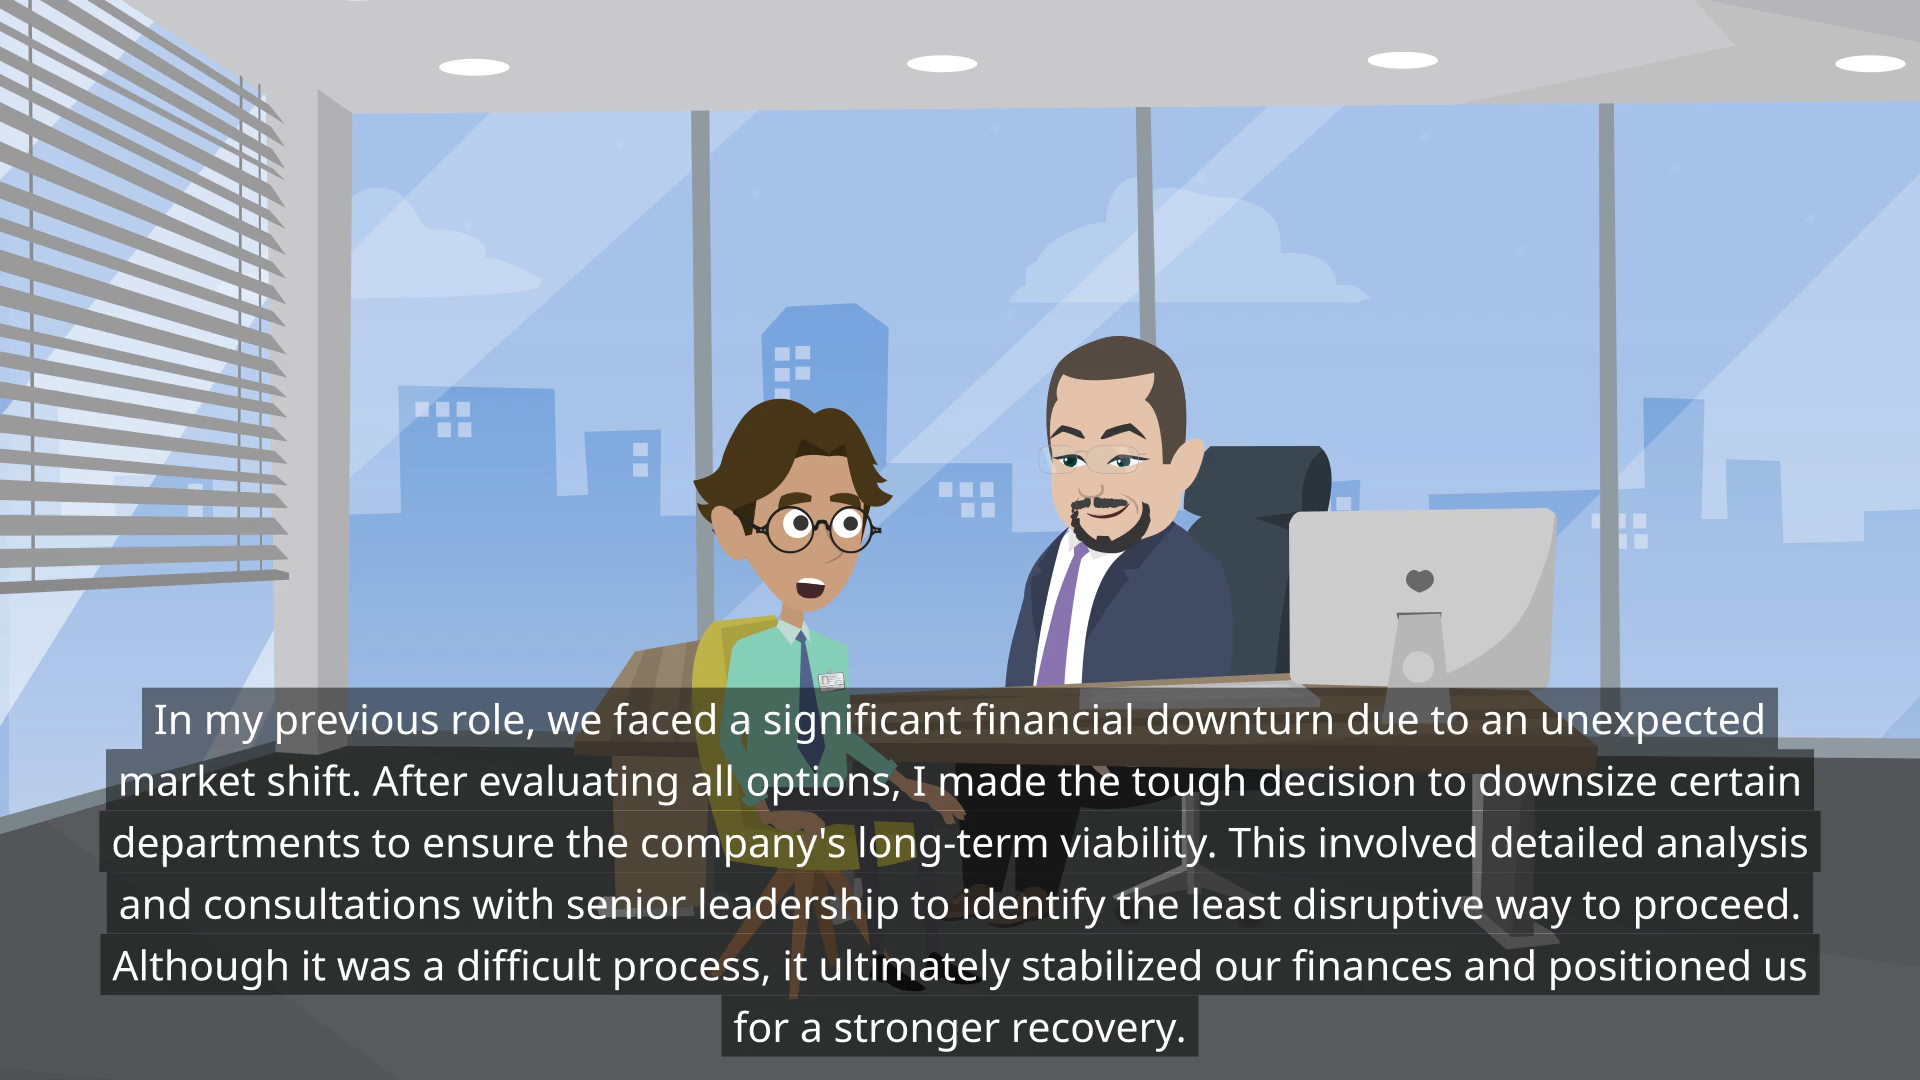 In my previous role, we faced a significant financial downturn due to an unexpected
market shift. After evaluating all options, I made the tough decision to downsize certain
departments to ensure the company's long-term viability. This involved detailed analysis
and consultations with senior leadership to identify the least disruptive way to proceed.
Although it was a difficult process, it ultimately stabilized our finances and positioned us
for a stronger recovery.